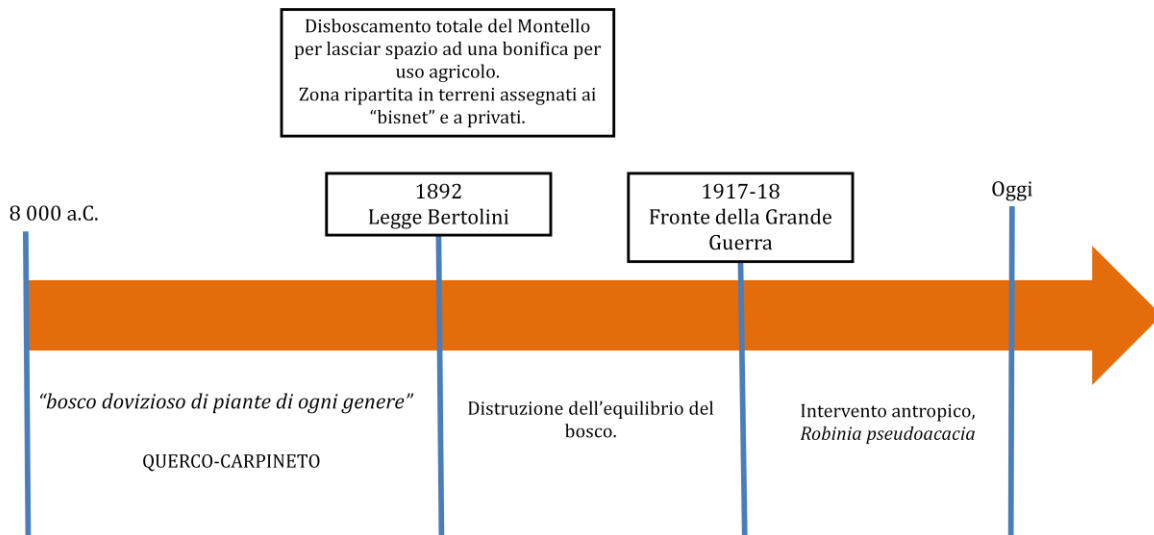 Disboscamento totale del Montello
per lasciar spazio ad una bonifica per
uso agricolo.
Zona ripartita in terreni assegnati ai
“bisnet” e a privati.
8 000 a.C.
1892
Legge Bertolini
1917-18
Fronte della Grande
Guerra
Oggi
“bosco dovizioso di piante di ogni genere”
QUERCO-CARPINETO
Distruzione dell’equilibrio del
bosco.
Intervento antropico,
Robinia pseudoacacia